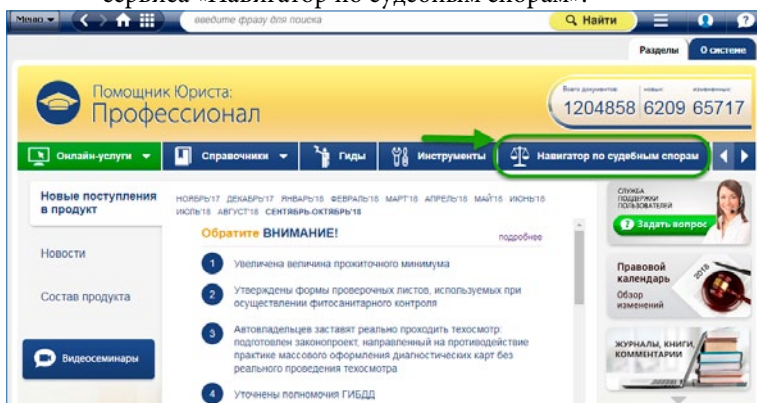 сервиса «Навигатор по судебным спорам»:
Меню
введите фразу для поиска
Найти
?
Разделы
О системе
Помощник Юриста:
Профессионал
Всего документов:
новых:
измененных:
1204858 6209 65717
Онлайн-услуги
Справочники
Гиды
Инструменты
Навигатор по судебным спорам
Новые поступления
в продукт
Новости
Состав продукта
Видеосеминары
НОЯБРЬ'17 ДЕКАБРЬ'17 ЯНВАРЬ'18 ФЕВРАЛЬ'18 МАРТ'18 АПРЕЛЬ'18 МАЙ'18 ИЮНЬ'18
ИЮЛЬ'18 АВГУСТ'18 СЕНТЯБРЬ-ОКТЯБРЬ'18
Обратите ВНИМАНИЕ!
подробнее
1 Увеличена величина прожиточного минимума
2 Утверждены формы проверочных листов, используемых при
осуществлении фитосанитарного контроля
3 Автовладельцев заставят реально проходить техосмотр:
подготовлен законопроект, направленный на противодействие
практике массового оформления диагностических карт без
реального проведения техосмотра
4 Уточнены полномочия ГИБДД
СЛУЖБА
ПОДДЕРЖКИ
ПОЛЬЗОВАТЕЛЕЙ
? Задать вопрос
Правовой
календарь
2018
Обзор
изменений
ЖУРНАЛЫ, КНИГИ,
КОММЕНТАРИИ